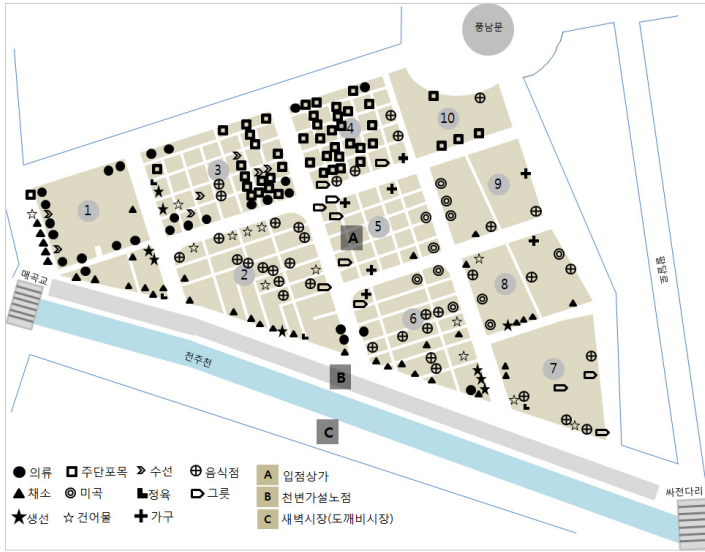 풍남문
4
10
3
9
1
5
A
2
8
팔달로
매곡교
6
전주천
7
B
C
의류 주단포목 수선 음식점
채소 미곡 정육 그릇
생선 건어물 가구
A 입점상가
B 천변가설노점
C 새벽시장(도깨비시장)
싸전다리